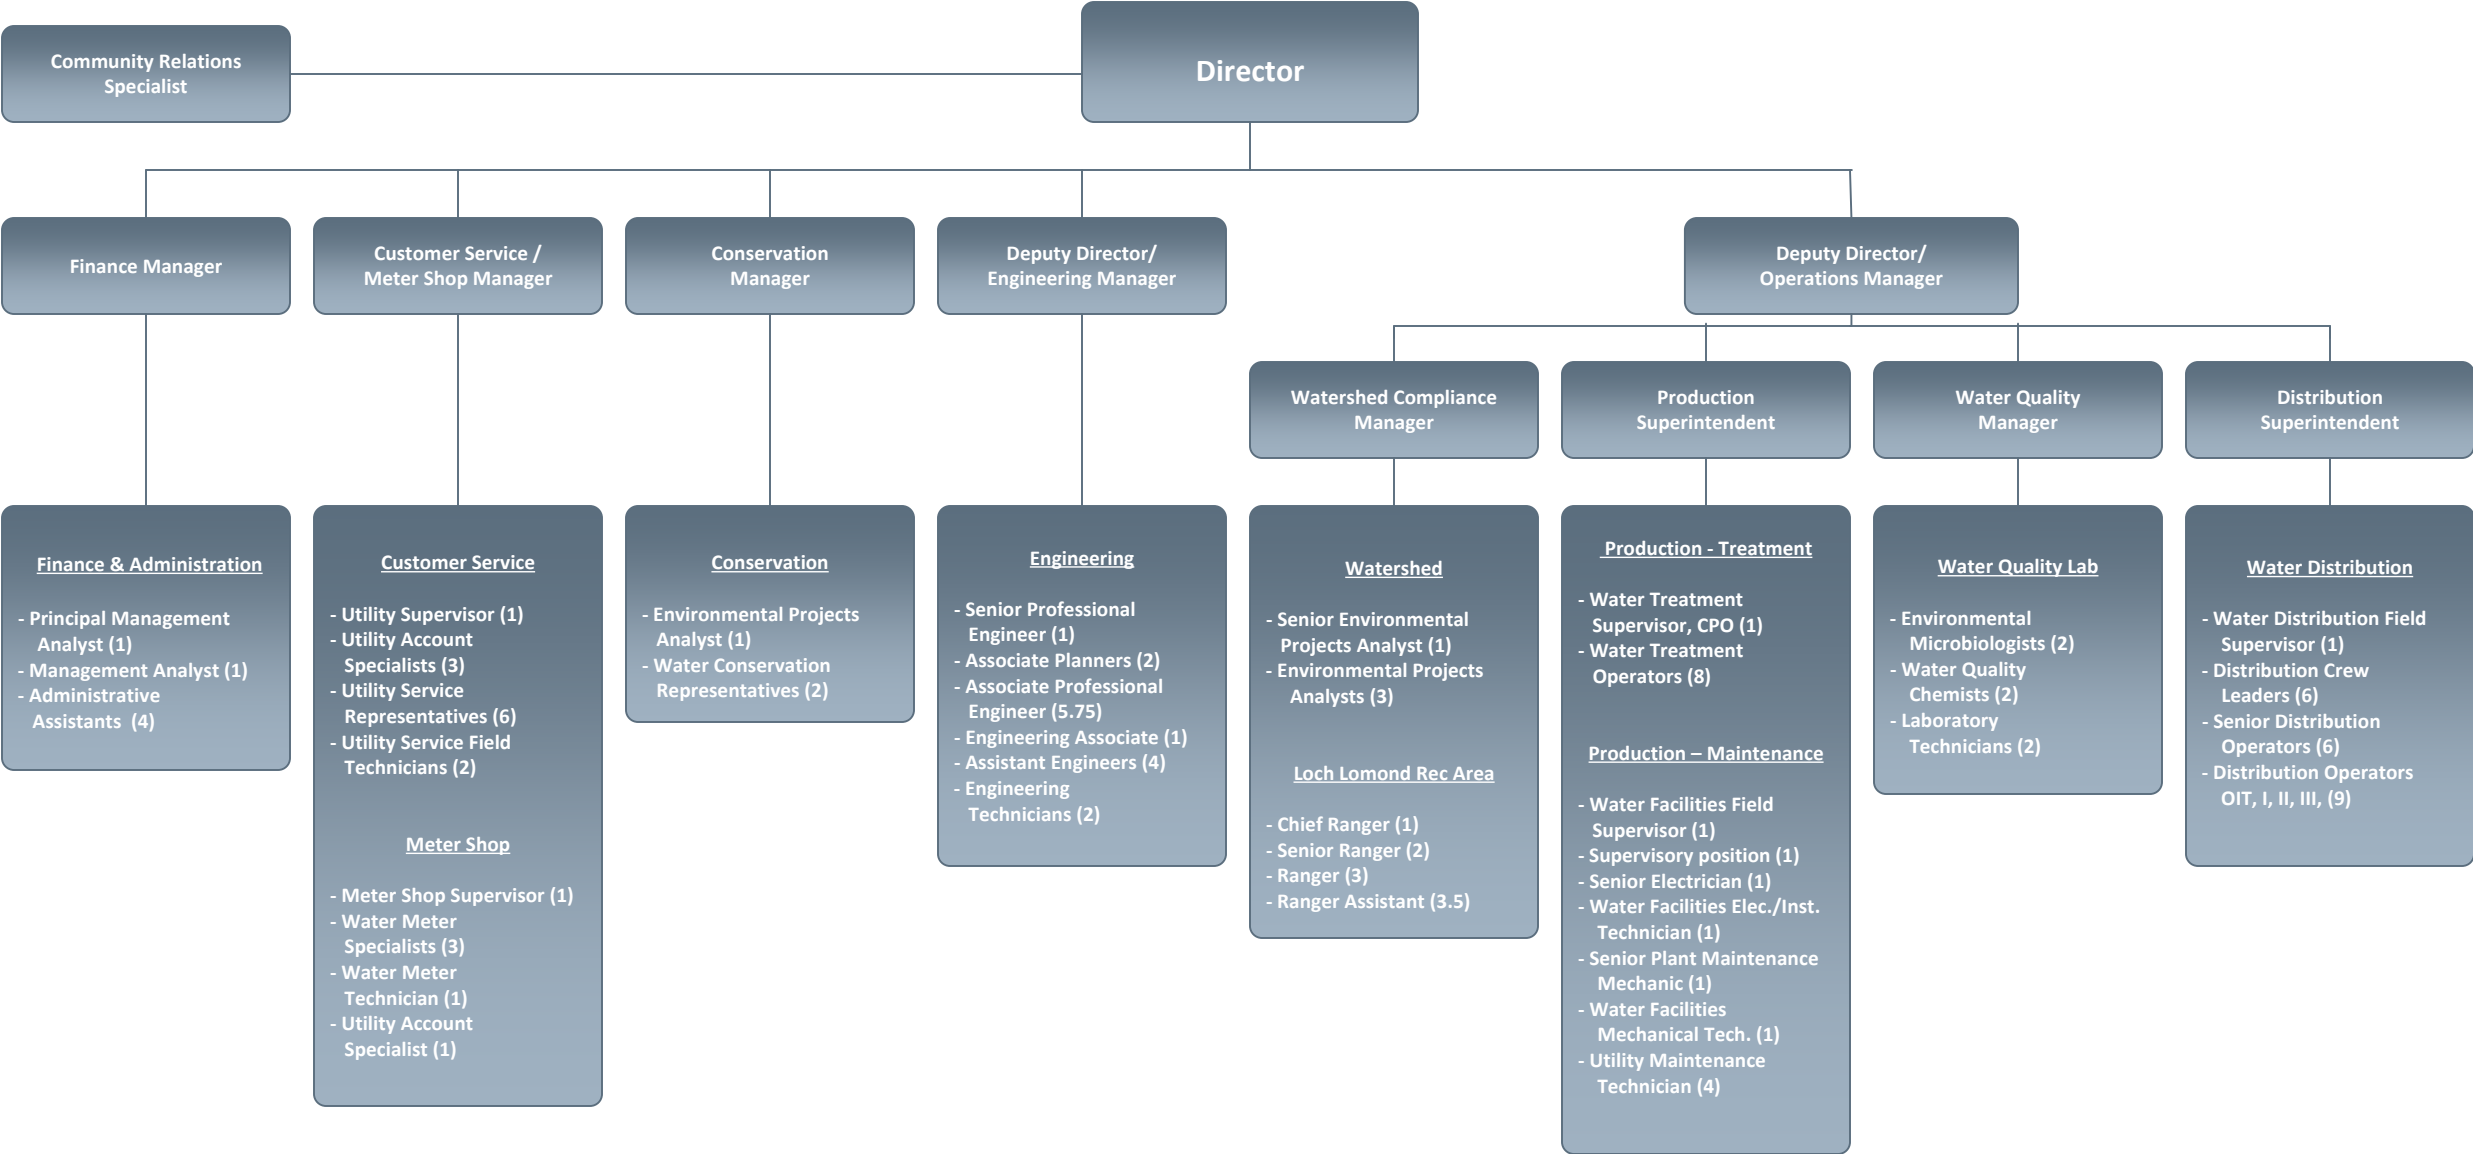 Community Relations
Specialist
Director
Finance Manager
Customer Service /
Meter Shop Manager
Conservation
Manager
Deputy Director/
Engineering Manager
Deputy Director/
Operations Manager
Watershed Compliance
Manager
Production
Superintendent
Water Quality
Manager
Distribution
Superintendent
Finance & Administration
- Principal Management
Analyst (1)
- Management Analyst (1)
- Administrative
Assistants (4)
Customer Service
- Utility Supervisor (1)
- Utility Account
Specialists (3)
- Utility Service
Representatives (6)
- Utility Service Field
Technicians (2)
Meter Shop
- Meter Shop Supervisor (1)
- Water Meter
Specialists (3)
- Water Meter
Technician (1)
- Utility Account
Specialist (1)
Conservation
- Environmental Projects
Analyst (1)
- Water Conservation
Representatives (2)
Engineering
- Senior Professional
Engineer (1)
- Associate Planners (2)
- Associate Professional
Engineer (5.75)
- Engineering Associate (1)
- Assistant Engineers (4)
- Engineering
Technicians (2)
Watershed
- Senior Environmental
Projects Analyst (1)
- Environmental Projects
Analysts (3)
Loch Lomond Rec Area
- Chief Ranger (1)
- Senior Ranger (2)
- Ranger (3)
- Ranger Assistant (3.5)
Production - Treatment
- Water Treatment
Supervisor, CPO (1)
- Water Treatment
Operators (8)
Production – Maintenance
- Water Facilities Field
Supervisor (1)
- Supervisory position (1)
- Senior Electrician (1)
- Water Facilities Elec./Inst.
Technician (1)
- Senior Plant Maintenance
Mechanic (1)
- Water Facilities
Mechanical Tech. (1)
- Utility Maintenance
Technician (4)
Water Quality Lab
- Environmental
Microbiologists (2)
- Water Quality
Chemists (2)
- Laboratory
Technicians (2)
Water Distribution
- Water Distribution Field
Supervisor (1)
- Distribution Crew
Leaders (6)
- Senior Distribution
Operators (6)
- Distribution Operators
OIT, I, II, III, (9)